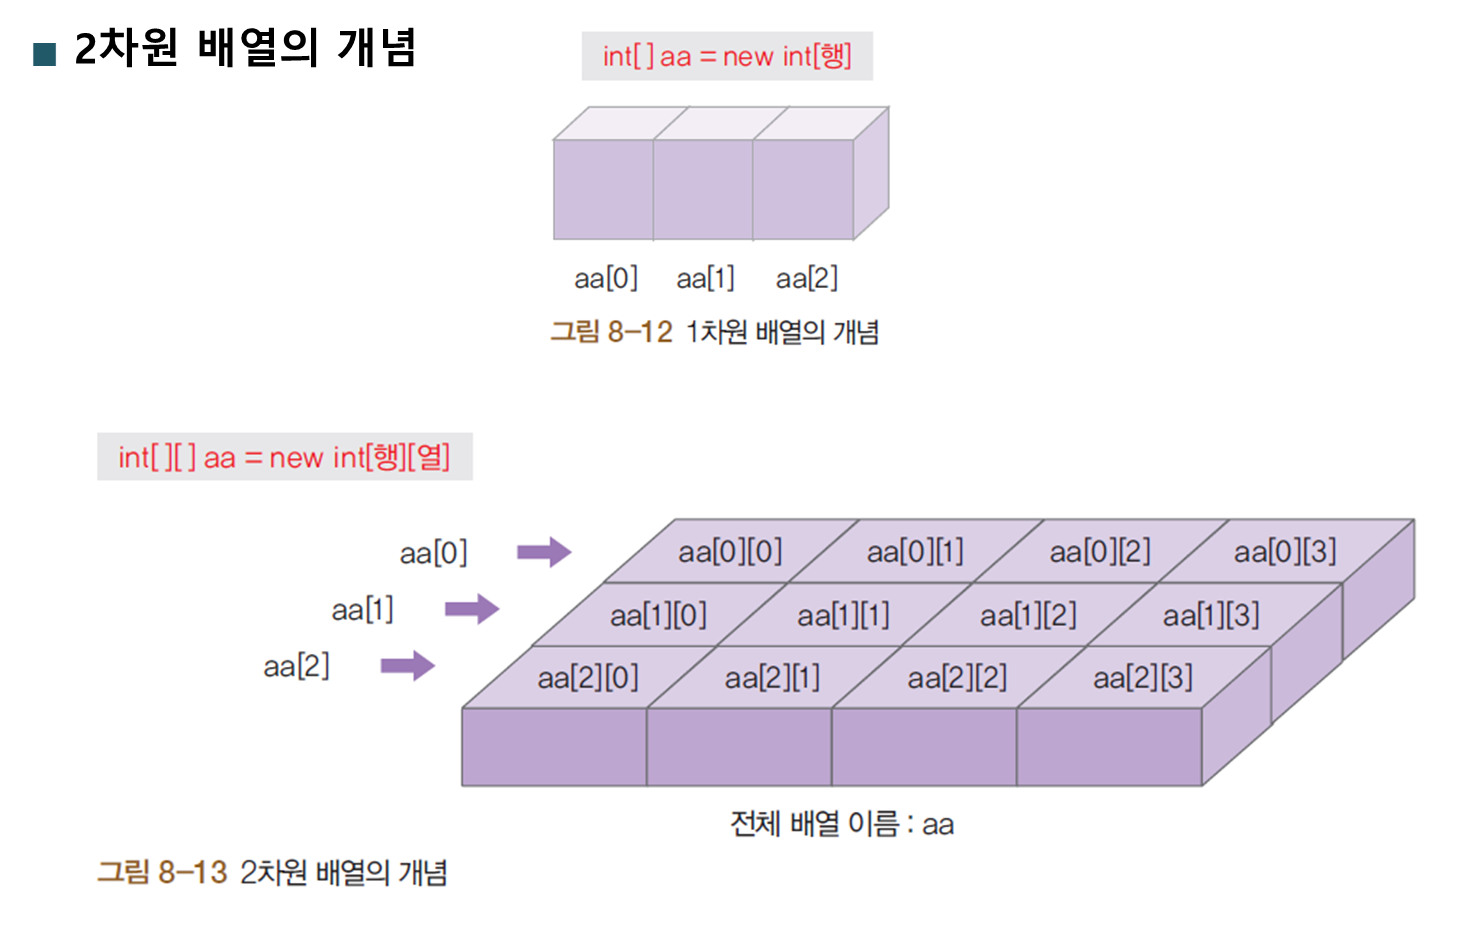 ■ 2차원 배열의 개념
int[ ] aa = new int[행]
aa[0] aa[1] aa[2]
그림 8-12 1차원 배열의 개념
int[ ][ ] aa = new int[행][열]
aa[0] aa[0][0] aa[0][1] aa[0][2] aa[0][3]
aa[1] aa[1][0] aa[1][1] aa[1][2] aa[1][3]
aa[2] aa[2][0] aa[2][1] aa[2][2] aa[2][3]
전체 배열 이름 : aa
그림 8-13 2차원 배열의 개념